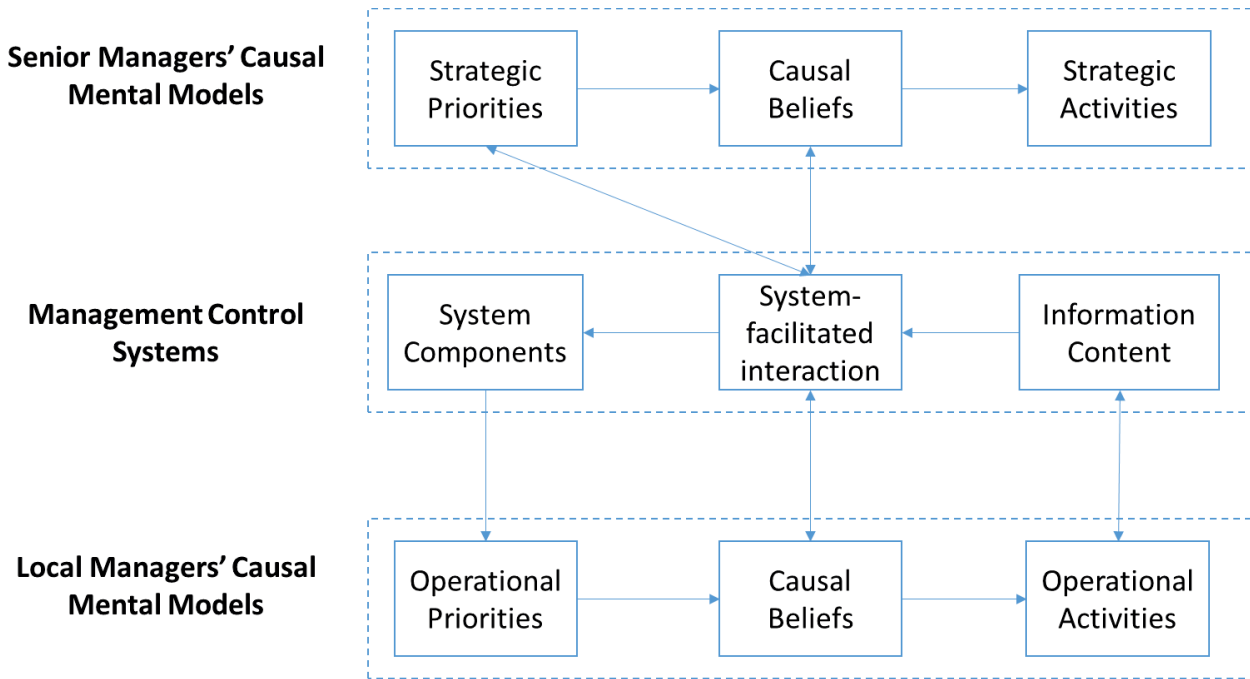 Senior Managers’ Causal
Mental Models
Strategic
Priorities
Causal
Beliefs
Strategic
Activities
Management Control
Systems
System
Components
System-
facilitated
interaction
Information
Content
Local Managers’ Causal
Mental Models
Operational
Priorities
Causal
Beliefs
Operational
Activities